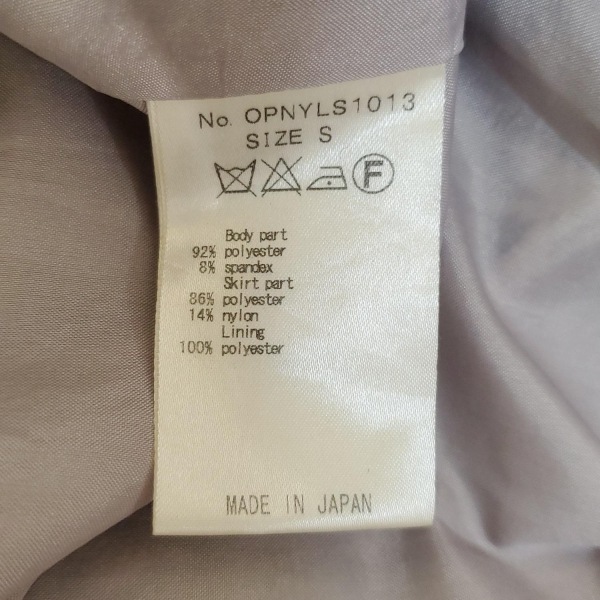 No. OPNYLS1013
SIZE S
F
Body part
92% polyester
8% spandex
Skirt part
86% polyester
14% nylon
Lining
100% polyester
MADE IN JAPAN